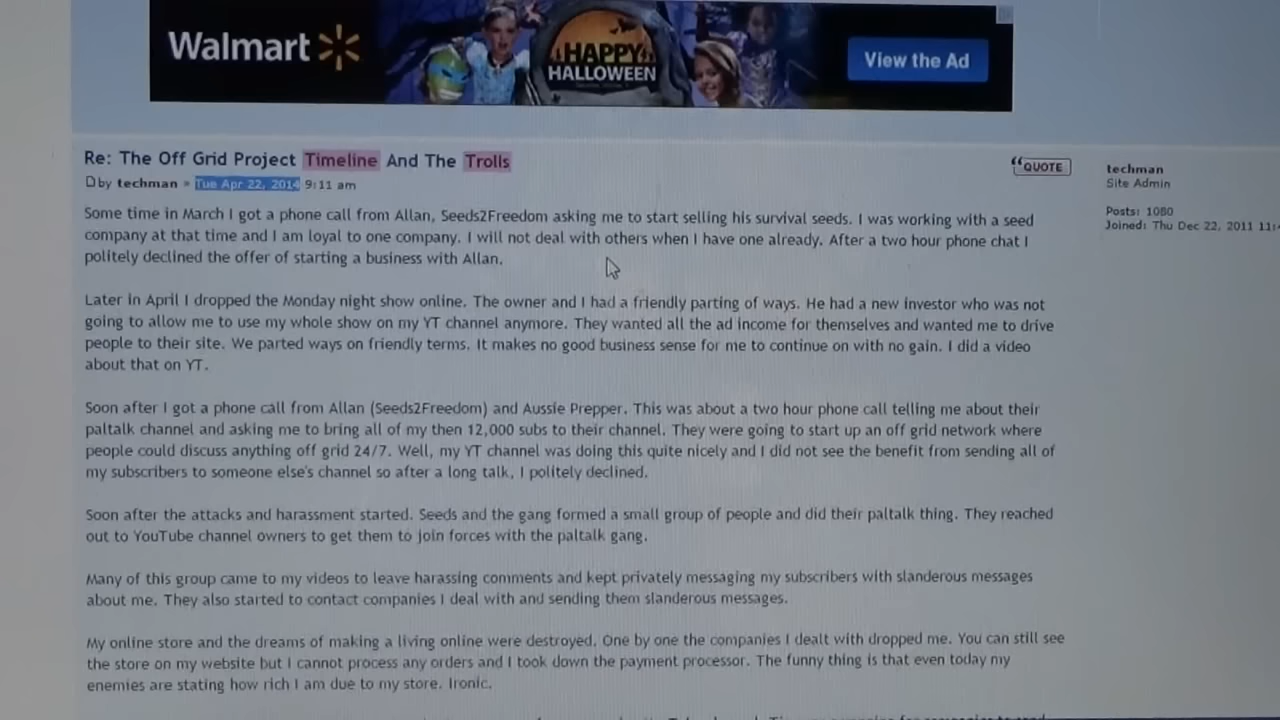 Walmart
HAPPY
HALLOWEEN
View the Ad
Re: The Off Grid Project Timeline And The Trolls
by techman » Tue Apr 22, 2014 9:11 am
QUOTE
techman
Site Admin
Posts: 1080
Joined: Thu Dec 22, 2011 11:
Some time in March I got a phone call from Allan, Seeds2Freedom asking me to start selling his survival seeds. I was working with a seed
company at that time and I am loyal to one company. I will not deal with others when I have one already. After a two hour phone chat I
politely declined the offer of starting a business with Allan.
Later in April I dropped the Monday night show online. The owner and I had a friendly parting of ways. He had a new investor who was not
going to allow me to use my whole show on my YT channel anymore. They wanted all the ad income for themselves and wanted me to drive
people to their site. We parted ways on friendly terms. It makes no good business sense for me to continue on with no gain. I did a video
about that on YT.
Soon after I got a phone call from Allan (Seeds2Freedom) and Aussie Prepper. This was about a two hour phone call telling me about their
paltalk channel and asking me to bring all of my then 12,000 subs to their channel. They were going to start up an off grid network where
people could discuss anything off grid 24/7. Well, my YT channel was doing this quite nicely and I did not see the benefit from sending all of
my subscribers to someone else's channel so after a long talk, I politely declined.
Soon after the attacks and harassment started. Seeds and the gang formed a small group of people and did their paltalk thing. They reached
out to YouTube channel owners to get them to join forces with the paltalk gang.
Many of this group came to my videos to leave harassing comments and kept privately messaging my subscribers with slanderous messages
about me. They also started to contact companies I deal with and sending them slanderous messages.
My online store and the dreams of making a living online were destroyed. One by one the companies I dealt with dropped me. You can still see
the store on my website but I cannot process any orders and I took down the payment processor. The funny thing is that even today my
enemies are stating how rich I am due to my store. Ironic.